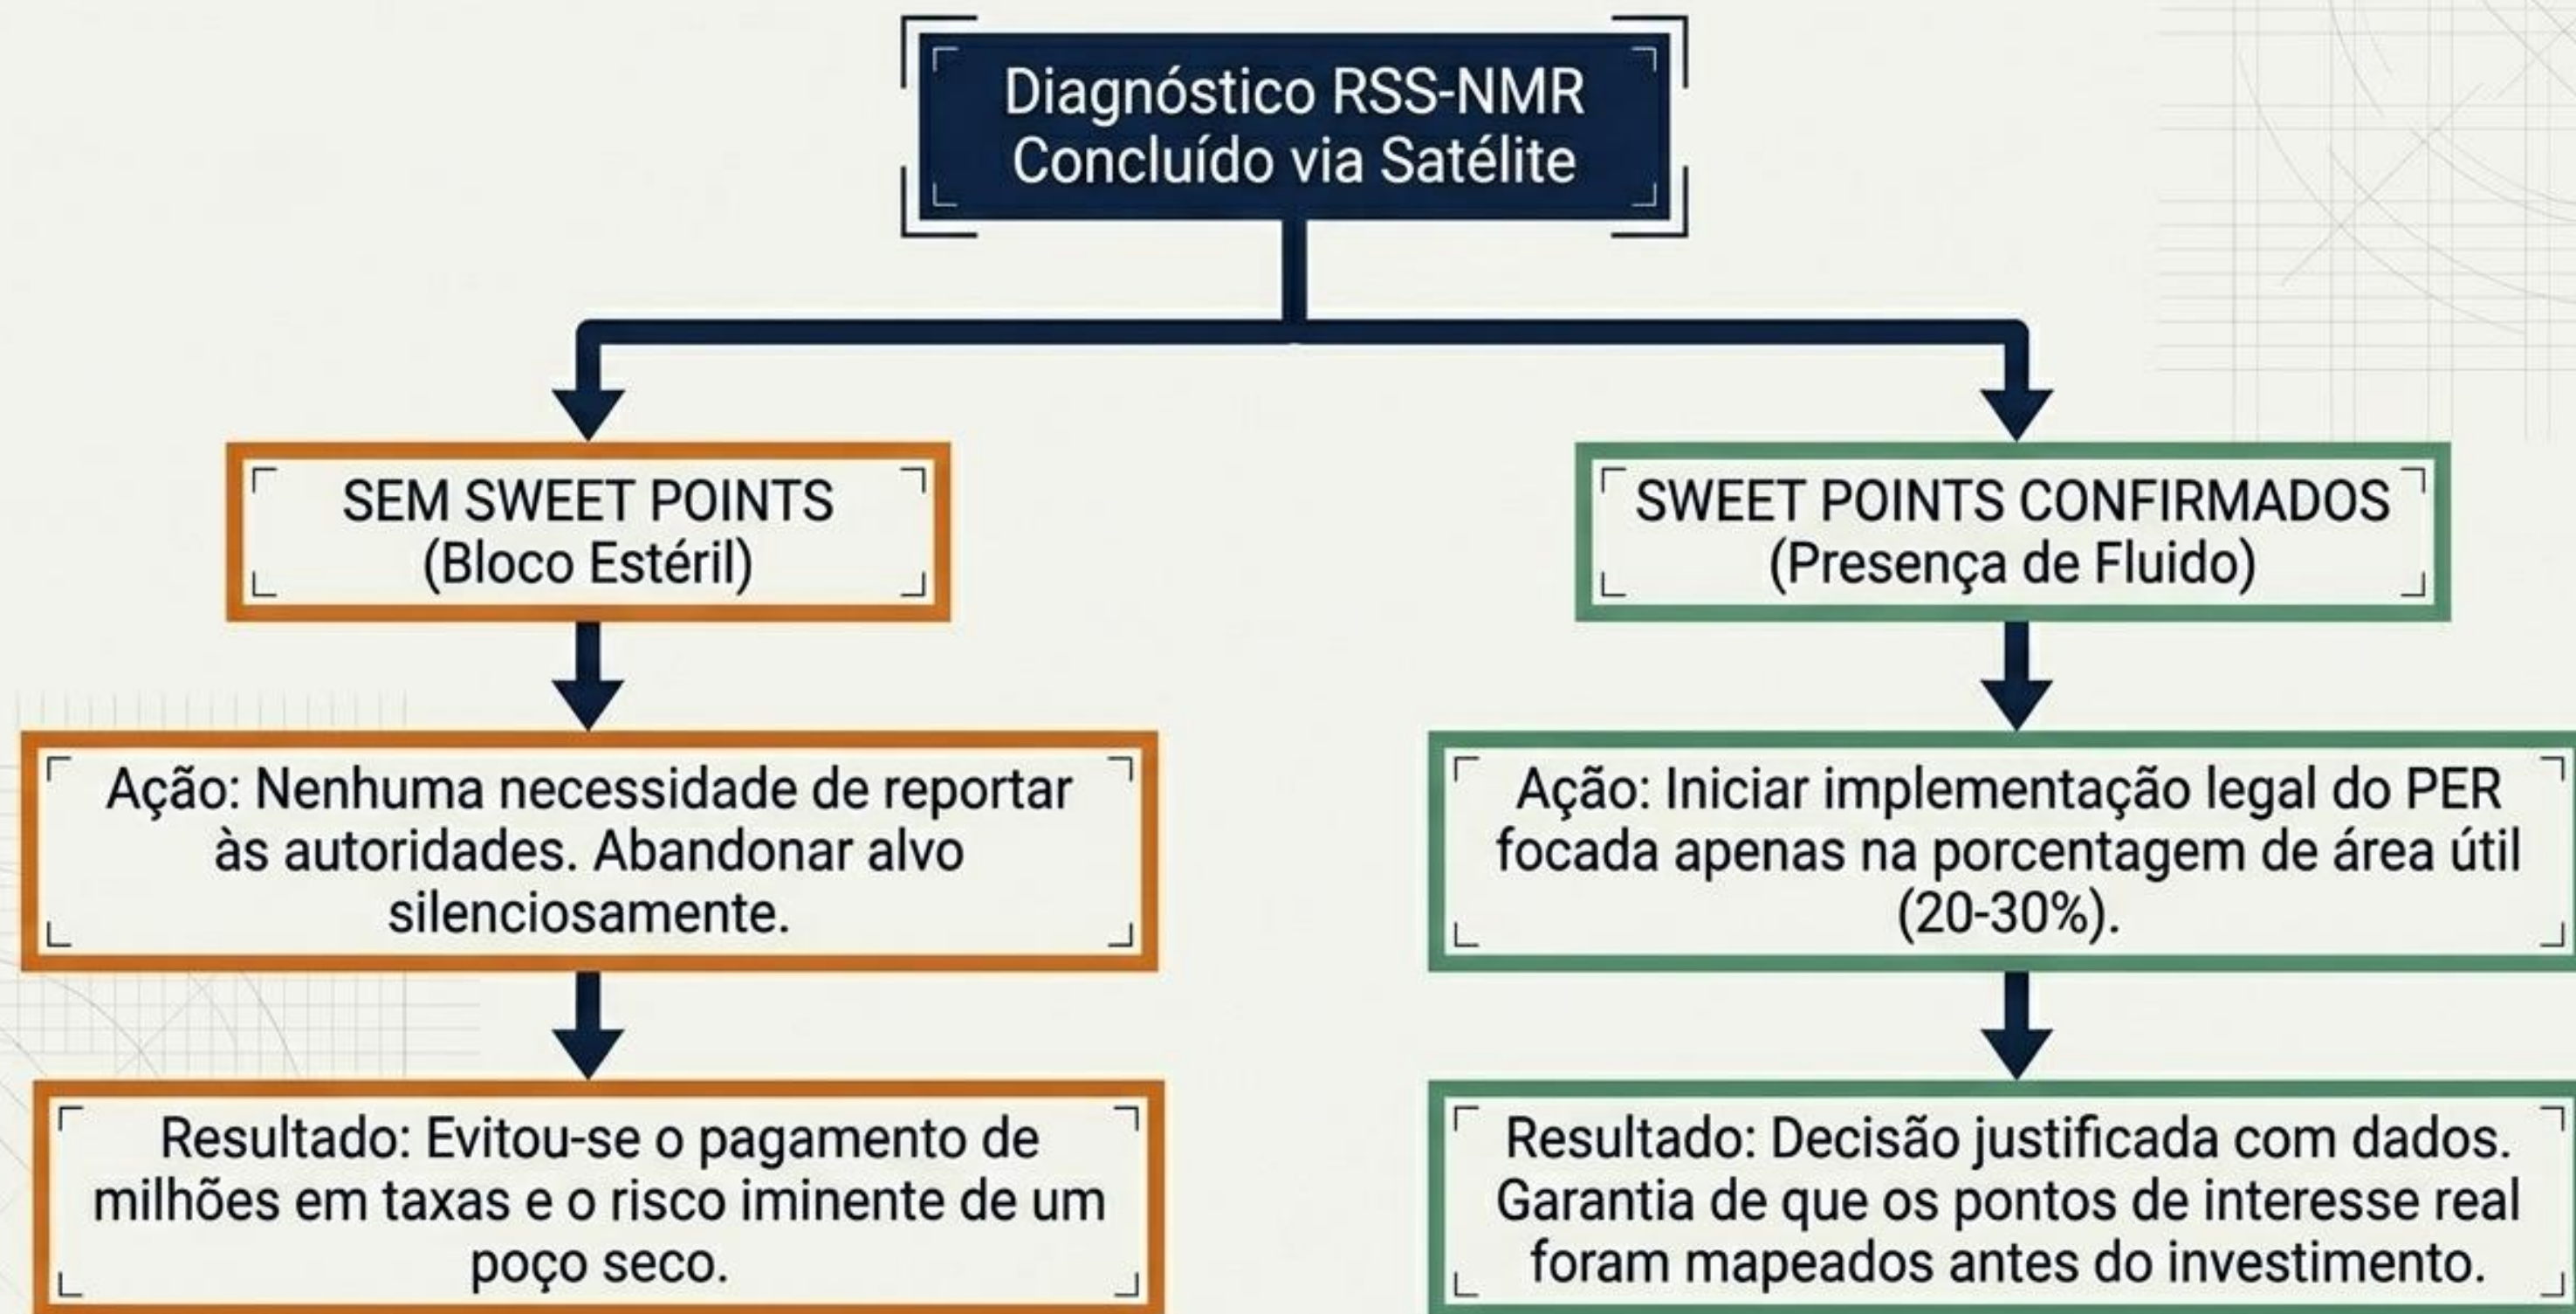 Diagnóstico RSS-NMR
Concluído via Satélite
SEM SWEET POINTS
(Bloco Estéril)
SWEET POINTS CONFIRMADOS
(Presença de Fluido)
Ação: Nenhuma necessidade de reportar
às autoridades. Abandonar alvo
silenciosamente.
Ação: Iniciar implementação legal do PER
focada apenas na porcentagem de área útil
(20-30%).
Resultado: Evitou-se o pagamento de
milhões em taxas e o risco iminente de um
poço seco.
Resultado: Decisão justificada com dados.
Garantia de que os pontos de interesse real
foram mapeados antes do investimento.